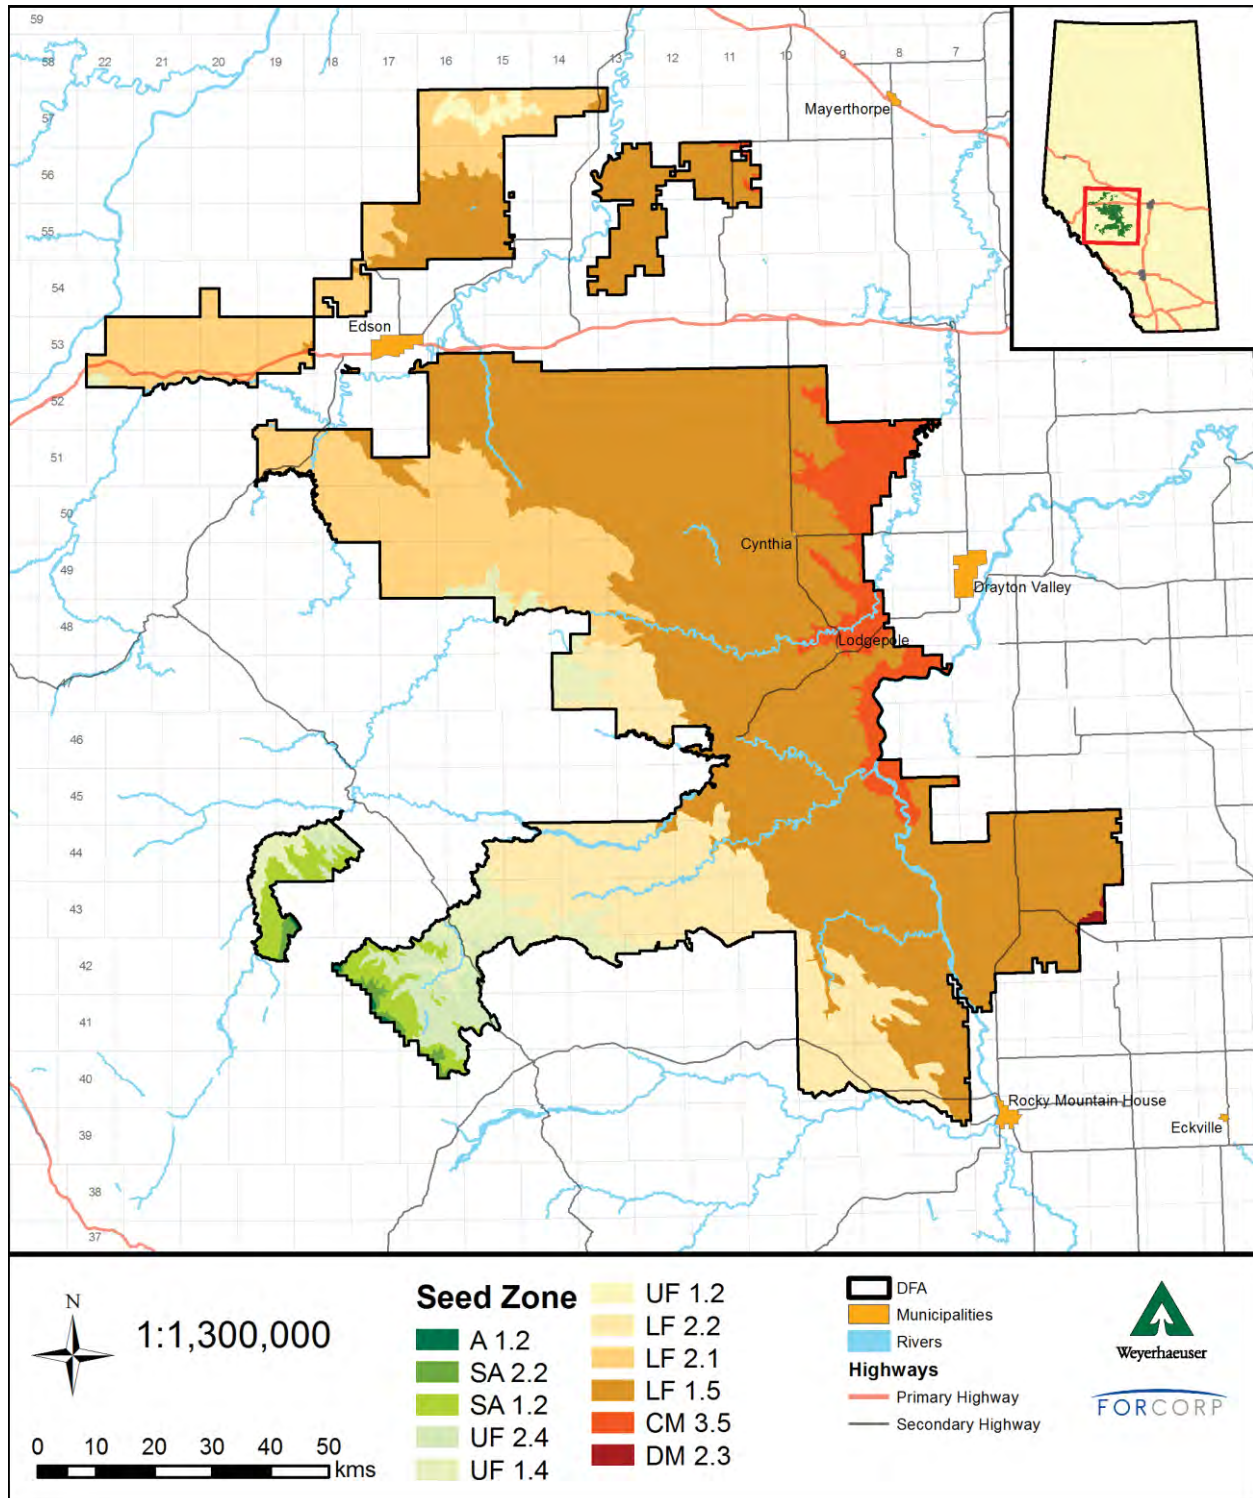 59
58 22 21 20 19 18 17 16 15 14 13 12 11 10 9 8 7
Mayerthorpe
57
56
55
54
Edson
53
52
51
50
Cynthia
49
Drayton Valley
48
Lodgepole
47
46
45
44
43
42
41
40
Rocky Mountain House
39
Eckville
38
37
N
1:1,300,000
0 10 20 30 40 50
kms
Seed Zone
A 1.2
SA 2.2
SA 1.2
UF 2.4
UF 1.4
UF 1.2
LF 2.2
LF 2.1
LF 1.5
CM 3.5
DM 2.3
DFA
Municipalities
Rivers
Highways
Primary Highway
Secondary Highway
Weyerhaeuser
FORCORP